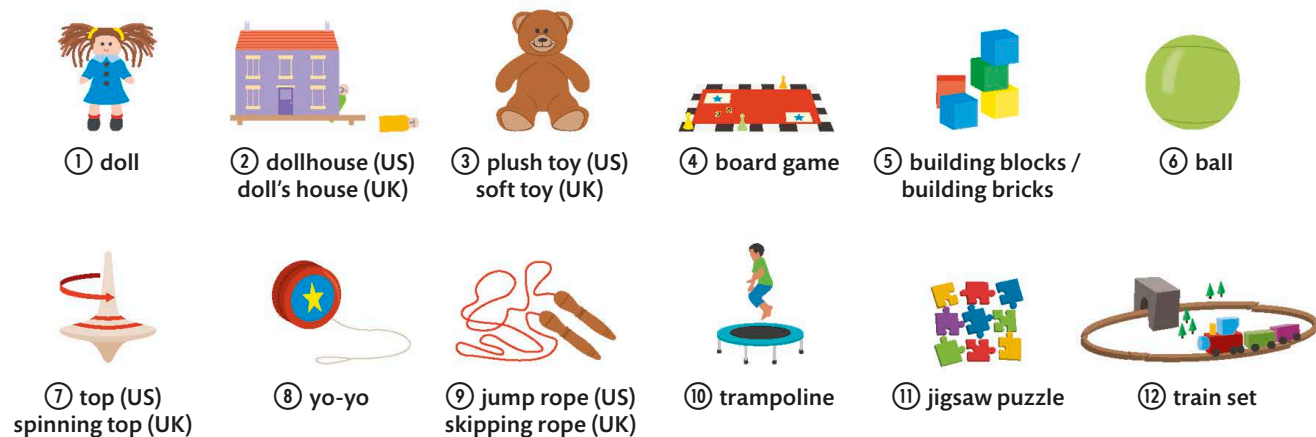 ① doll
② dollhouse (US)
doll's house (UK)
③ plush toy (US)
soft toy (UK)
④ board game
⑤ building blocks /
building bricks
⑥ ball
⑦ top (US)
spinning top (UK)
⑧ yo-yo
⑨ jump rope (US)
skipping rope (UK)
⑩ trampoline
⑪ jigsaw puzzle
⑫ train set